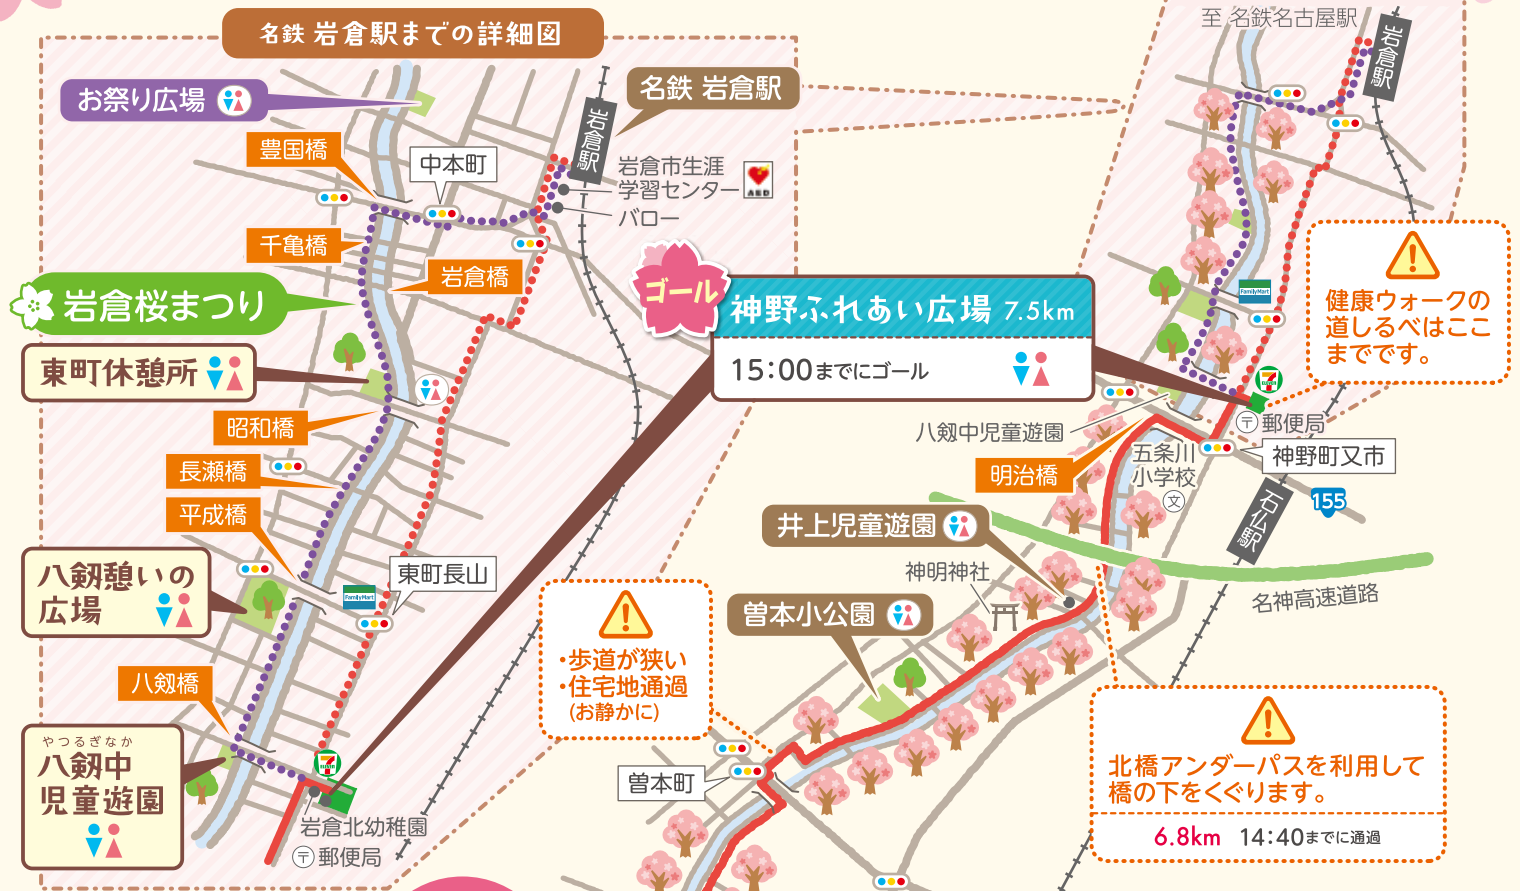 名鉄 岩倉駅までの詳細図
お祭り広場
豊国橋
中本町
岩倉駅
名鉄 岩倉駅
岩倉市生涯
学習センター
AED
バロー
千亀橋
岩倉橋
岩倉桜まつり
東町休憩所
昭和橋
長瀬橋
平成橋
八剱憩いの
広場
FamilyMart
東町長山
八剱橋
やつるぎなか
八剱中
児童遊園
7
ELEVEN
岩倉北幼稚園
〒郵便局
ゴール
神野ふれあい広場 7.5km
15:00までにゴール
至 名鉄名古屋駅
岩倉駅
FamilyMart
健康ウォークの
道しるべはここ
までです。
7
ELEVEN
〒郵便局
神野町又市
八剱中児童遊園
五条川
小学校
文
明治橋
石仏駅
155
井上児童遊園
神明神社
名神高速道路
曽本小公園
・歩道が狭い
・住宅地通過
(お静かに)
曽本町
北橋アンダーパスを利用して
橋の下をくぐります。
6.8km 14:40までに通過